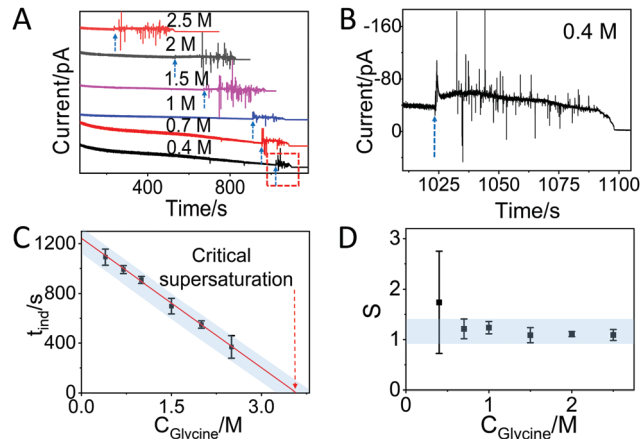 A
2.5 M
2 M
1.5 M
1 M
0.7 M
0.4 M
Current/pA
400
800
Time/s
B
0.4 M
-160
-80
0
Current/pA
1025
1050
1075
1100
Time/s
C
1200
800
400
0
t_ind/s
Critical
supersaturation
0.0
1.5
3.0
C_Glycine/M
D
3
2
1
0
S
0
1
2
C_Glycine/M